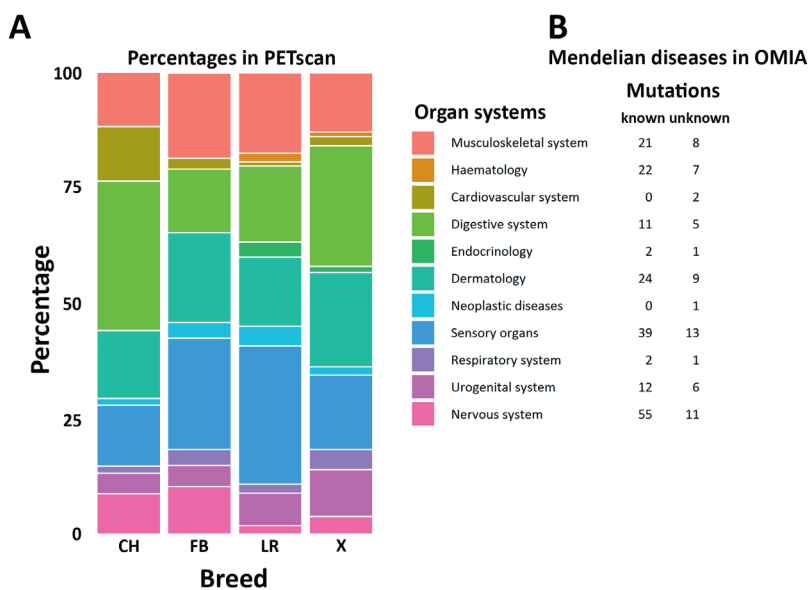 A
B
Percentages in PETscan
Mendelian diseases in OMIA
100
75
50
25
0
Percentage
CH FB LR X
Breed
Mutations
Organ systems
known unknown
Musculoskeletal system 21 8
Haematology 22 7
Cardiovascular system 0 2
Digestive system 11 5
Endocrinology 2 1
Dermatology 24 9
Neoplastic diseases 0 1
Sensory organs 39 13
Respiratory system 2 1
Urogenital system 12 6
Nervous system 55 11